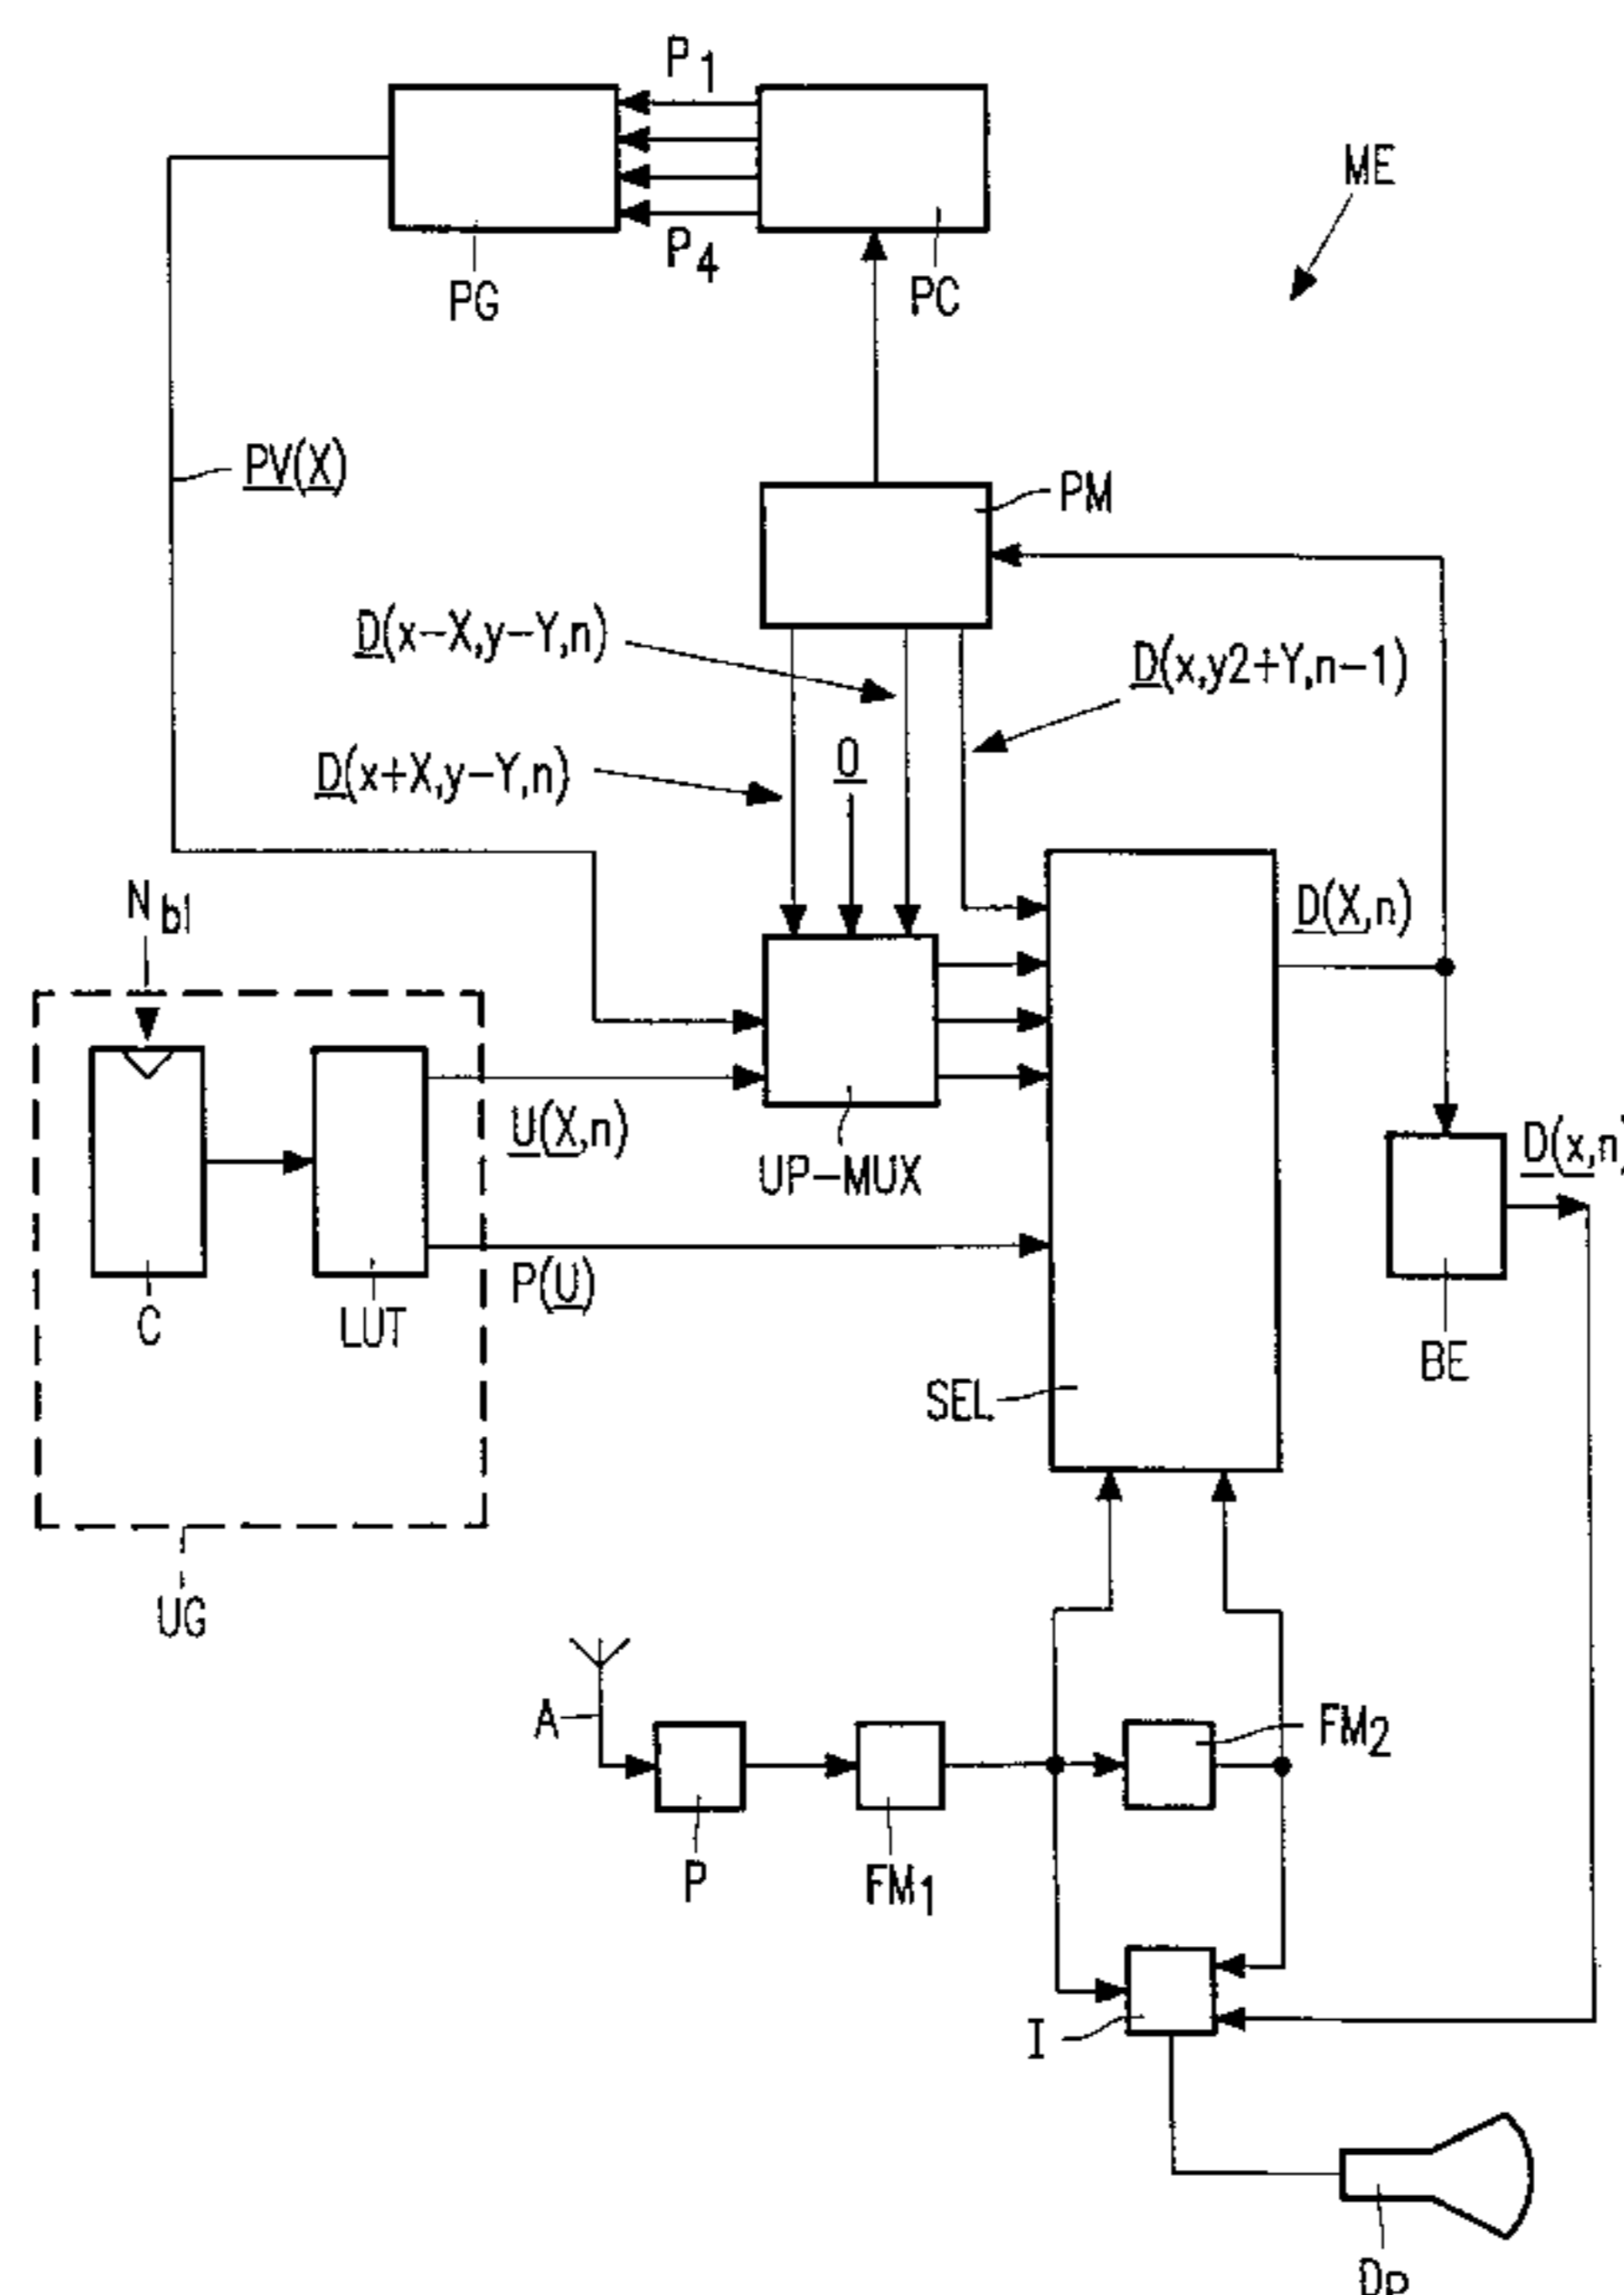 P1
ME
P4
PG
PC
PV(X)
PM
D(x−X,y−Y,n)
D(x,y2+Y,n−1)
D(x+X,y−Y,n)
0
Nbl
D(X,n)
U(X,n)
D(x,n)
UP−MUX
P(U)
C
LUT
BE
SEL
UG
A
FM2
P
FM1
I
Dp